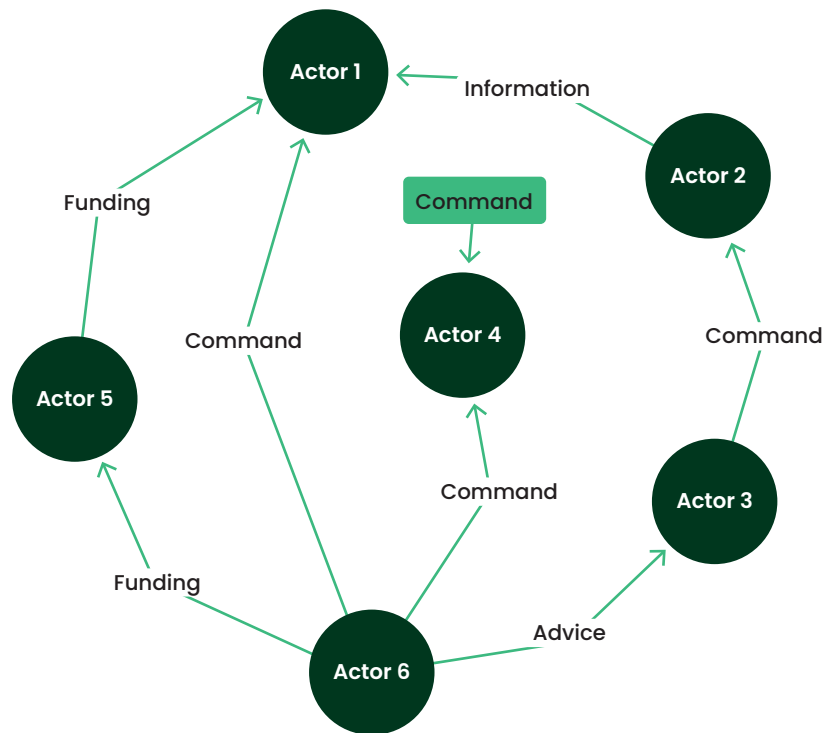 Actor 1
Information
Actor 2
Command
Funding
Command
Actor 4
Command
Actor 5
Command
Actor 3
Funding
Advice
Actor 6